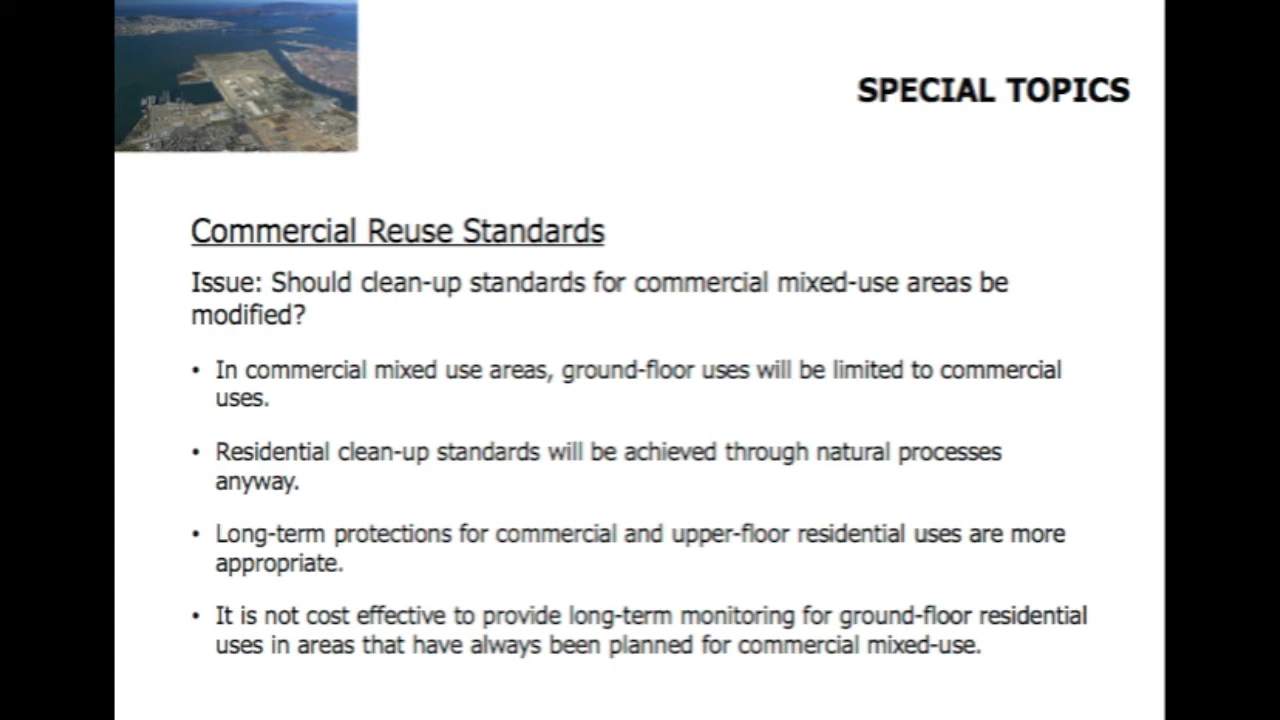 SPECIAL TOPICS
Commercial Reuse Standards
Issue: Should clean-up standards for commercial mixed-use areas be
modified?
• In commercial mixed use areas, ground-floor uses will be limited to commercial
uses.
• Residential clean-up standards will be achieved through natural processes
anyway.
• Long-term protections for commercial and upper-floor residential uses are more
appropriate.
• It is not cost effective to provide long-term monitoring for ground-floor residential
uses in areas that have always been planned for commercial mixed-use.